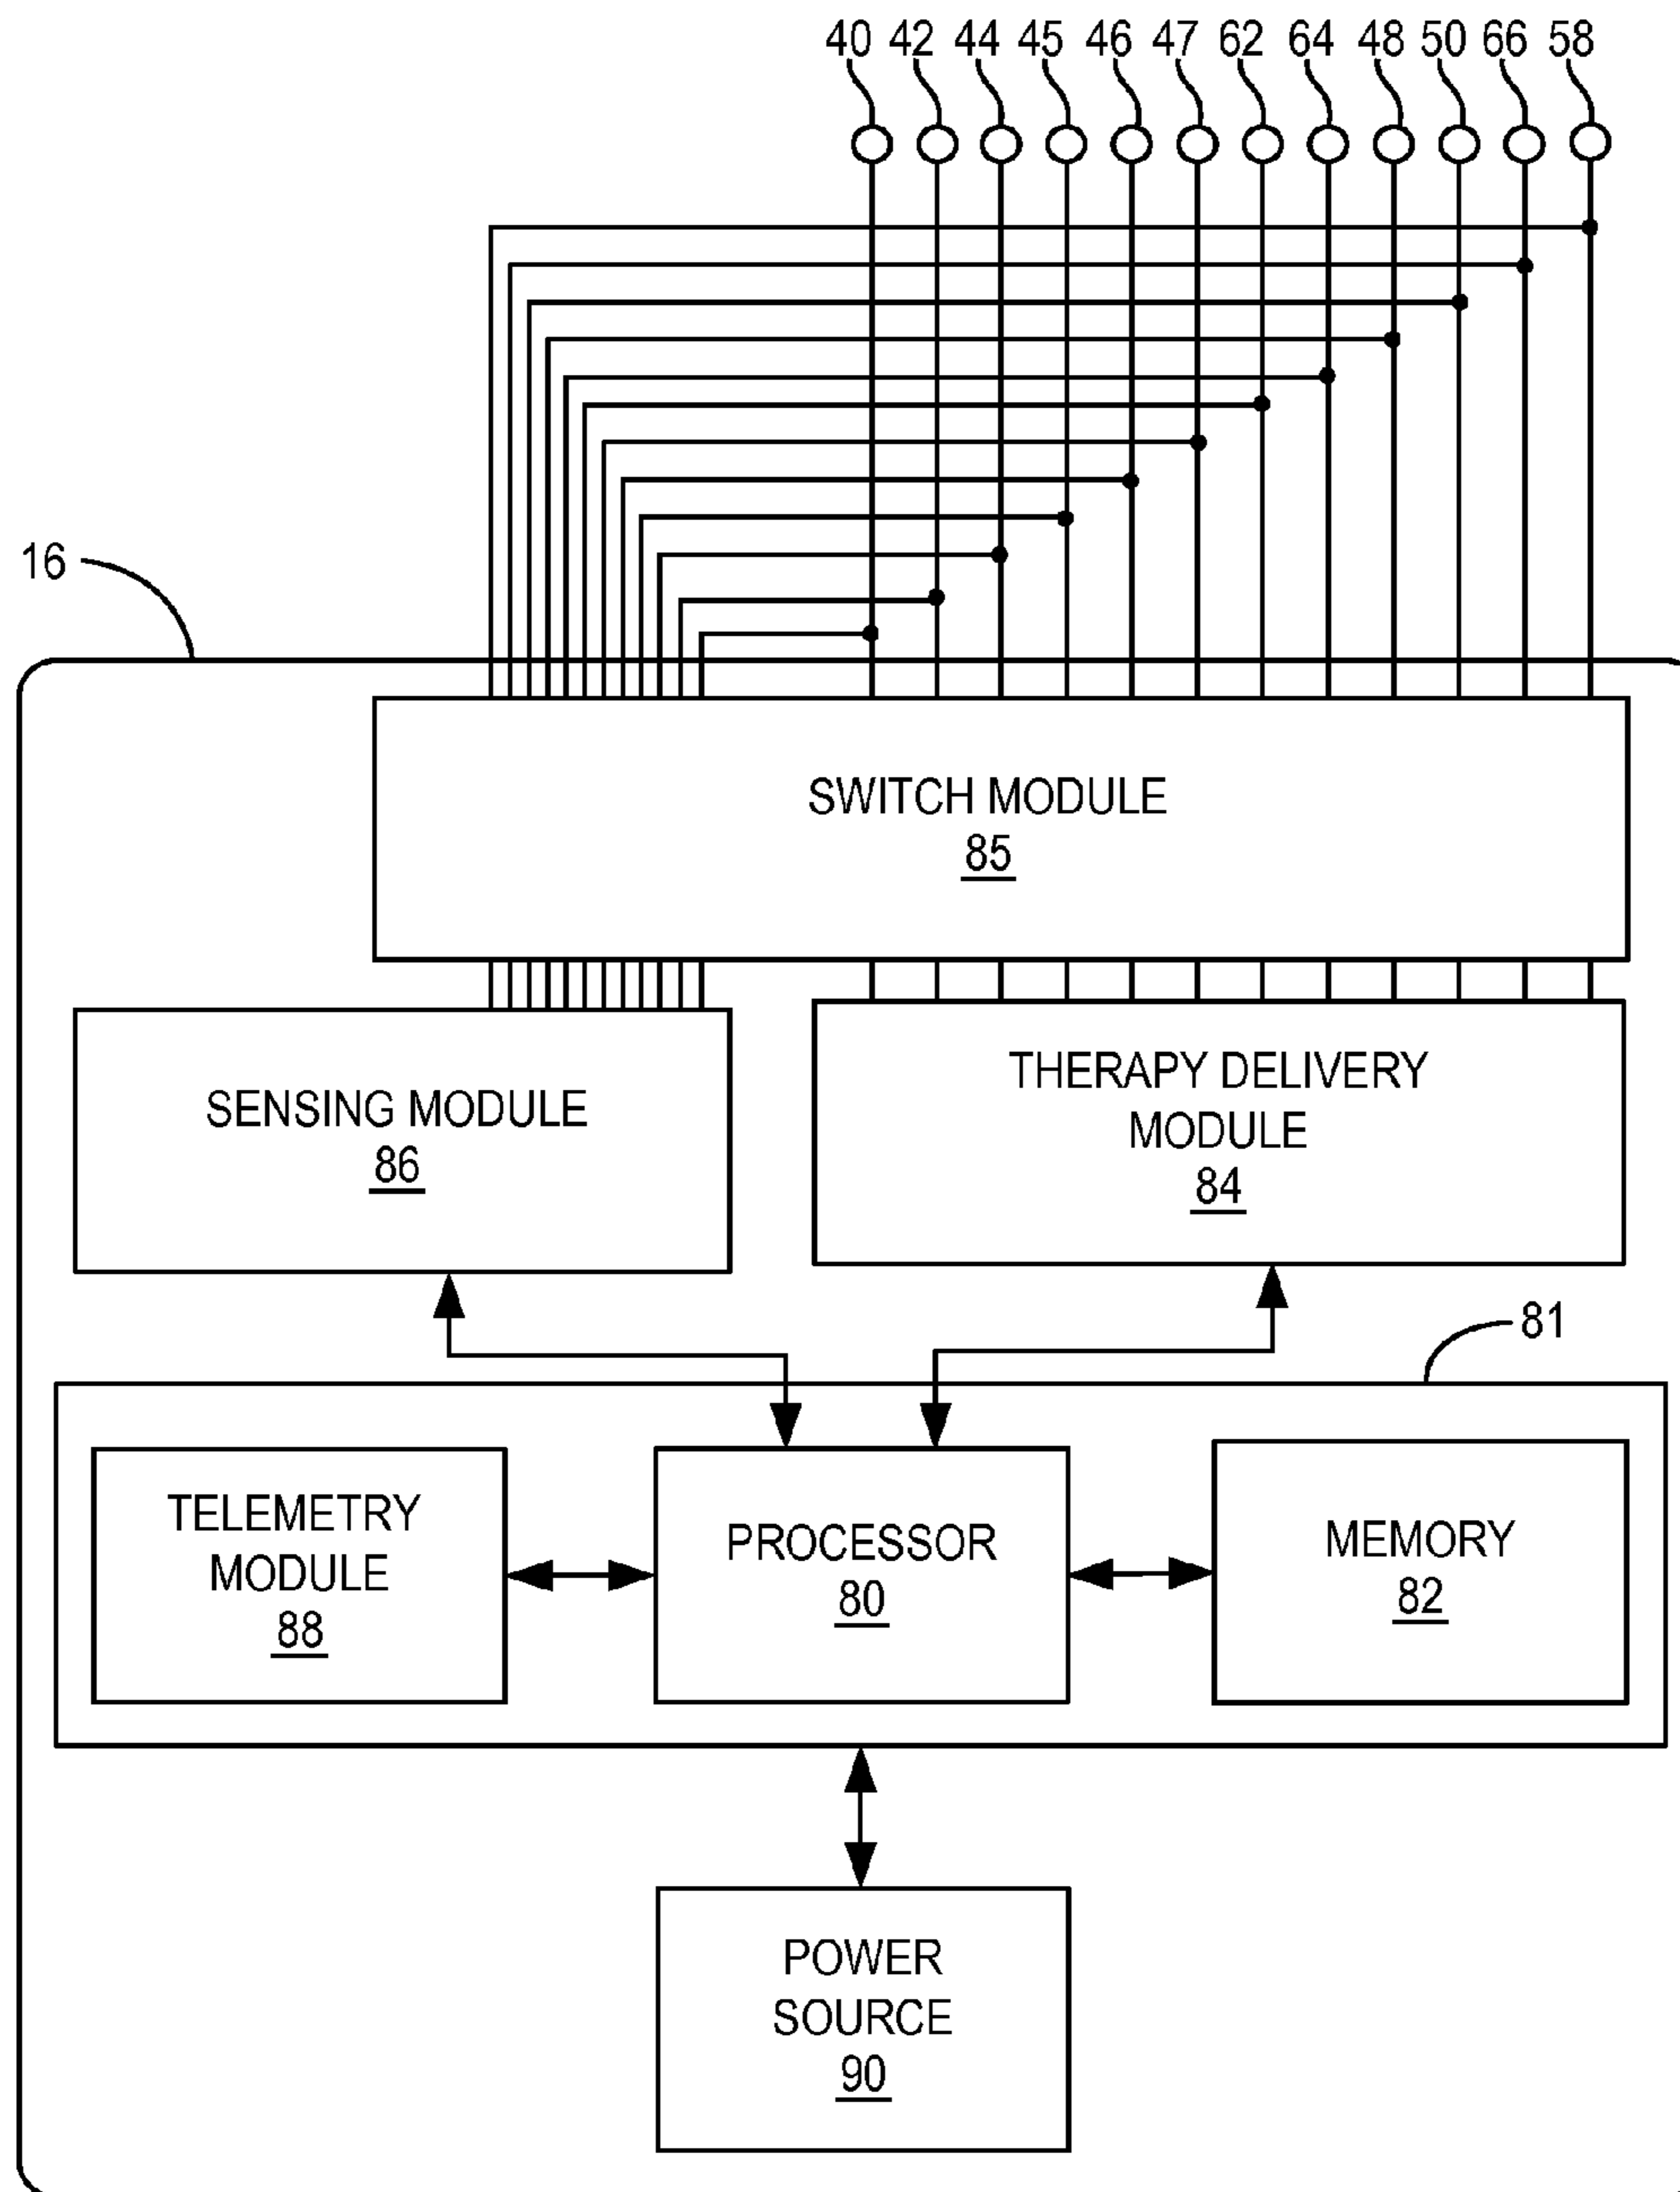 40 42 44 45 46 47 62 64 48 50 66 58
16
SWITCH MODULE
85
SENSING MODULE
86
THERAPY DELIVERY
MODULE
84
81
TELEMETRY
MODULE
88
PROCESSOR
80
MEMORY
82
POWER
SOURCE
90